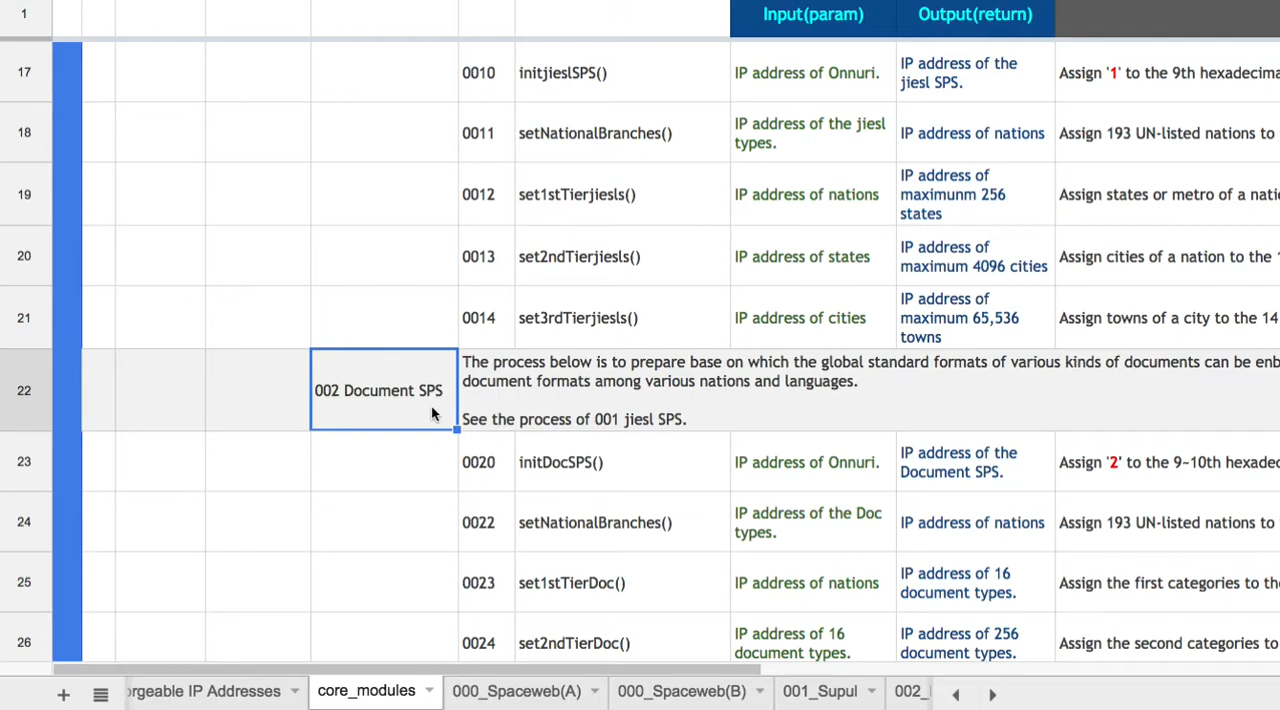 1
Input(param)
Output(return)
17
0010
initjieslSPS()
IP address of Onnuri.
IP address of the
jiesl SPS.
Assign '1' to the 9th hexadecima
18
0011
setNationalBranches()
IP address of the jiesl
types.
IP address of nations
Assign 193 UN-listed nations to
19
0012
set1stTierjiesls()
IP address of nations
IP address of
maximunm 256
states
Assign states or metro of a natio
20
0013
set2ndTierjiesls()
IP address of states
IP address of
maximum 4096 cities
Assign cities of a nation to the 1
21
0014
set3rdTierjiesls()
IP address of cities
IP address of
maximum 65,536
towns
Assign towns of a city to the 14
22
002 Document SPS
The process below is to prepare base on which the global standard formats of various kinds of documents can be enb
document formats among various nations and languages.
See the process of 001 jiesl SPS.
23
0020
initDocSPS()
IP address of Onnuri.
IP address of the
Document SPS.
Assign '2' to the 9~10th hexadec
24
0022
setNationalBranches()
IP address of the Doc
types.
IP address of nations
Assign 193 UN-listed nations to
25
0023
set1stTierDoc()
IP address of nations
IP address of 16
document types.
Assign the first categories to the
26
0024
set2ndTierDoc()
IP address of 16
document types.
IP address of 256
document types.
Assign the second categories to
rgeable IP Addresses
core_modules
000_Spaceweb(A)
000_Spaceweb(B)
001_Supul
002_